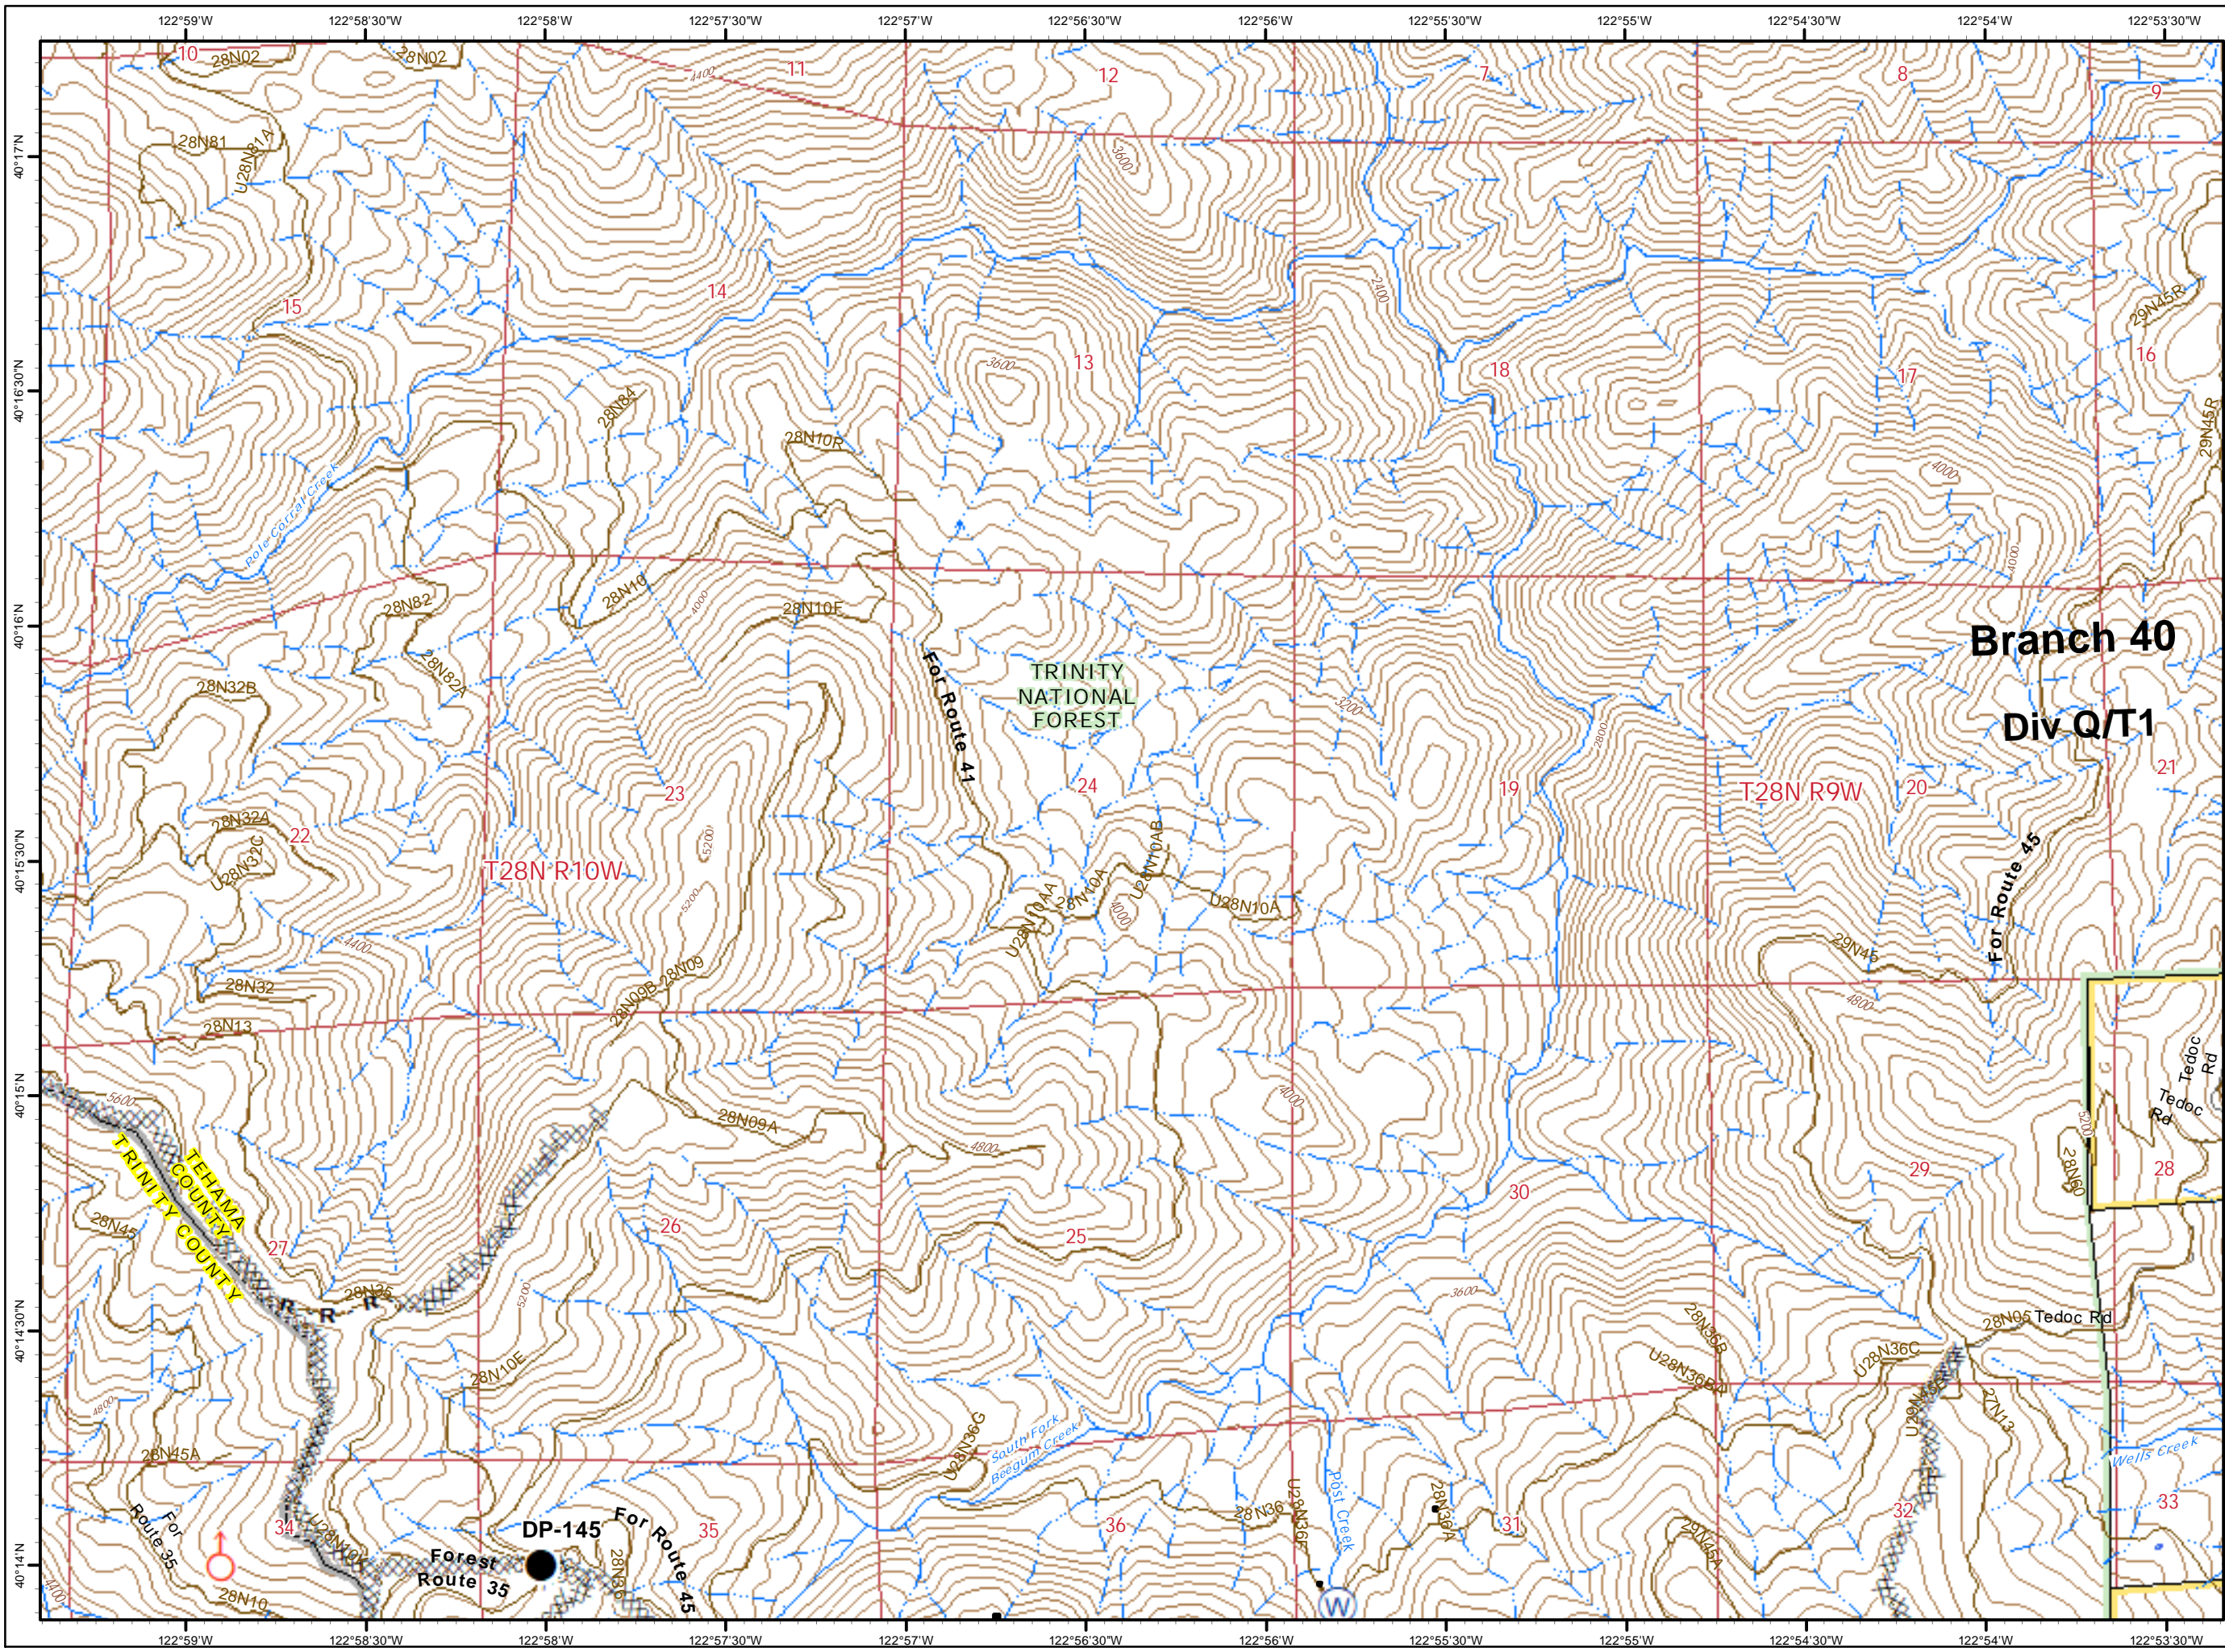 122°59'W
122°58'30"W
122°58'W
122°57'30"W
122°57'W
122°56'30"W
122°56'W
122°55'30"W
122°55'W
122°54'30"W
122°54'W
122°53'30"W
10
28N02
28N02
4400
11
12
7
8
9
40°17'N
28N81
U28N81A
3600
15
14
2400
29N45R
40°16'30"N
3600
13
18
17
16
28N84
28N10R
29N45R
Pole Corral Creek
4000
4000
40°16'N
28N82
28N10
4000
28N10F
Branch 40
28N82A
28N32B
For Route 41
TRINITY
NATIONAL
FOREST
3200
2800
Div Q/T1
23
24
19
T28N R9W
20
21
28N32A
22
U28N32C
5200
T28N R10W
40°15'30"N
5200
U28N10AA
28N10A
4000
U28N10AB
U28N10A
For Route 45
4400
28N09
28N09B
29N45
28N32
4800
28N13
40°15'N
5600
28N09A
4800
4000
5200
Tedoc
Rd
Tedoc
Rd
TEHAMA
COUNTY
TRINITY COUNTY
28N60
28
29
30
28N45
27
26
25
R
R
R
28N35
5200
3600
28N05
Tedoc Rd
40°14'30"N
28N36B
U28N36BA
U28N36C
28N10E
4800
27N13
28N45A
U28N36G
South Fork
Beegum Creek
Wells Creek
For
Route 35
34
U28N10K
DP-145
For Route 45
35
36
28N36
U28N36F
Post Creek
28N36A
31
29N45A
32
33
40°14'N
Forest
Route 35
28N10
4400
W
122°59'W
122°58'30"W
122°58'W
122°57'30"W
122°57'W
122°56'30"W
122°56'W
122°55'30"W
122°55'W
122°54'30"W
122°54'W
122°53'30"W